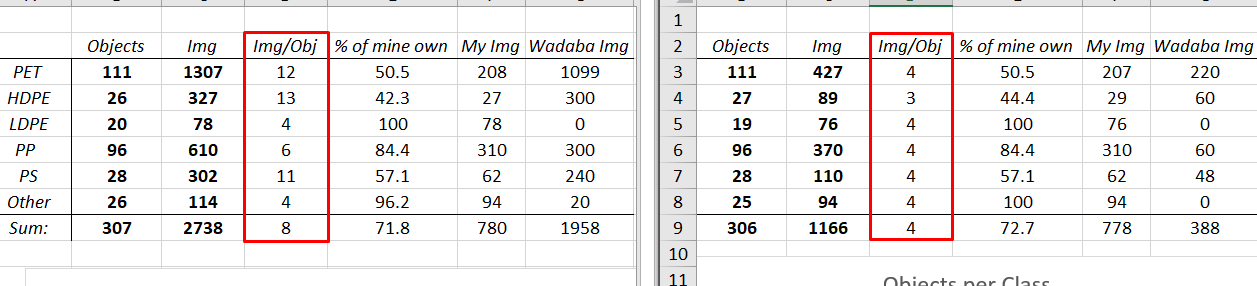 Objects Img Img/Obj % of mine own My Img Wadaba Img
PET 111 1307 12 50.5 208 1099
HDPE 26 327 13 42.3 27 300
LDPE 20 78 4 100 78 0
PP 96 610 6 84.4 310 300
PS 28 302 11 57.1 62 240
Other 26 114 4 96.2 94 20
Sum: 307 2738 8 71.8 780 1958
1
2 Objects Img Img/Obj % of mine own My Img Wadaba Img
3 111 427 4 50.5 207 220
4 27 89 3 44.4 29 60
5 19 76 4 100 76 0
6 96 370 4 84.4 310 60
7 28 110 4 57.1 62 48
8 25 94 4 100 94 0
9 306 1166 4 72.7 778 388
10
11 Objects per Class